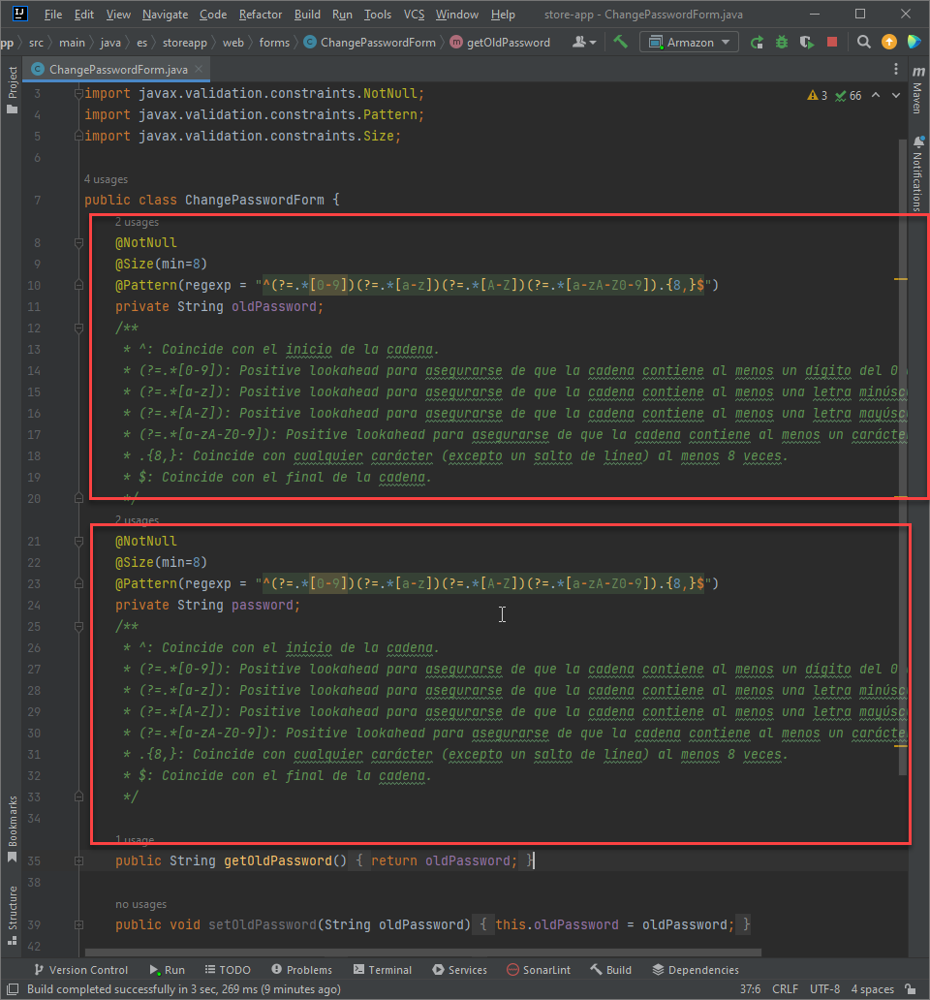 File Edit View Navigate Code Refactor Build Run Tools VCS Window Help store-app - ChangePasswordForm.java
pp src main java es storeapp web forms ChangePasswordForm getOldPassword Armazon
Project
ChangePasswordForm.java
3 import javax.validation.constraints.NotNull;
3 66
4 import javax.validation.constraints.Pattern;
5 import javax.validation.constraints.Size;
6
4 usages
7 public class ChangePasswordForm {
2 usages
8 @NotNull
9 @Size(min=8)
10 @Pattern(regexp = "^(?=.*[0-9])(?=.*[a-z])(?=.*[A-Z])(?=.*[a-zA-Z0-9]).{8,}$")
11 private String oldPassword;
12 /**
13 * ^: Coincide con el inicio de la cadena.
14 * (?=.*[0-9]): Positive lookahead para asegurarse de que la cadena contiene al menos un dígito del 0
15 * (?=.*[a-z]): Positive lookahead para asegurarse de que la cadena contiene al menos una letra minúsc
16 * (?=.*[A-Z]): Positive lookahead para asegurarse de que la cadena contiene al menos una letra mayúsc
17 * (?=.*[a-zA-Z0-9]): Positive lookahead para asegurarse de que la cadena contiene al menos un carácte
18 * .{8,}: Coincide con cualquier carácter (excepto un salto de línea) al menos 8 veces.
19 * $: Coincide con el final de la cadena.
20 */
2 usages
21 @NotNull
22 @Size(min=8)
23 @Pattern(regexp = "^(?=.*[0-9])(?=.*[a-z])(?=.*[A-Z])(?=.*[a-zA-Z0-9]).{8,}$")
24 private String password;
25 /**
26 * ^: Coincide con el inicio de la cadena.
27 * (?=.*[0-9]): Positive lookahead para asegurarse de que la cadena contiene al menos un dígito del 0
28 * (?=.*[a-z]): Positive lookahead para asegurarse de que la cadena contiene al menos una letra minúsc
29 * (?=.*[A-Z]): Positive lookahead para asegurarse de que la cadena contiene al menos una letra mayúsc
30 * (?=.*[a-zA-Z0-9]): Positive lookahead para asegurarse de que la cadena contiene al menos un carácte
31 * .{8,}: Coincide con cualquier carácter (excepto un salto de línea) al menos 8 veces.
32 * $: Coincide con el final de la cadena.
33 */
34
1 usage
35 public String getOldPassword() { return oldPassword; }
38
no usages
39 public void setOldPassword(String oldPassword) { this.oldPassword = oldPassword; }
42
Bookmarks
Structure
m
Maven
Notifications
Version Control Run TODO Problems Terminal Services SonarLint Build Dependencies
Build completed successfully in 3 sec, 269 ms (9 minutes ago) 37:6 CRLF UTF-8 4 spaces